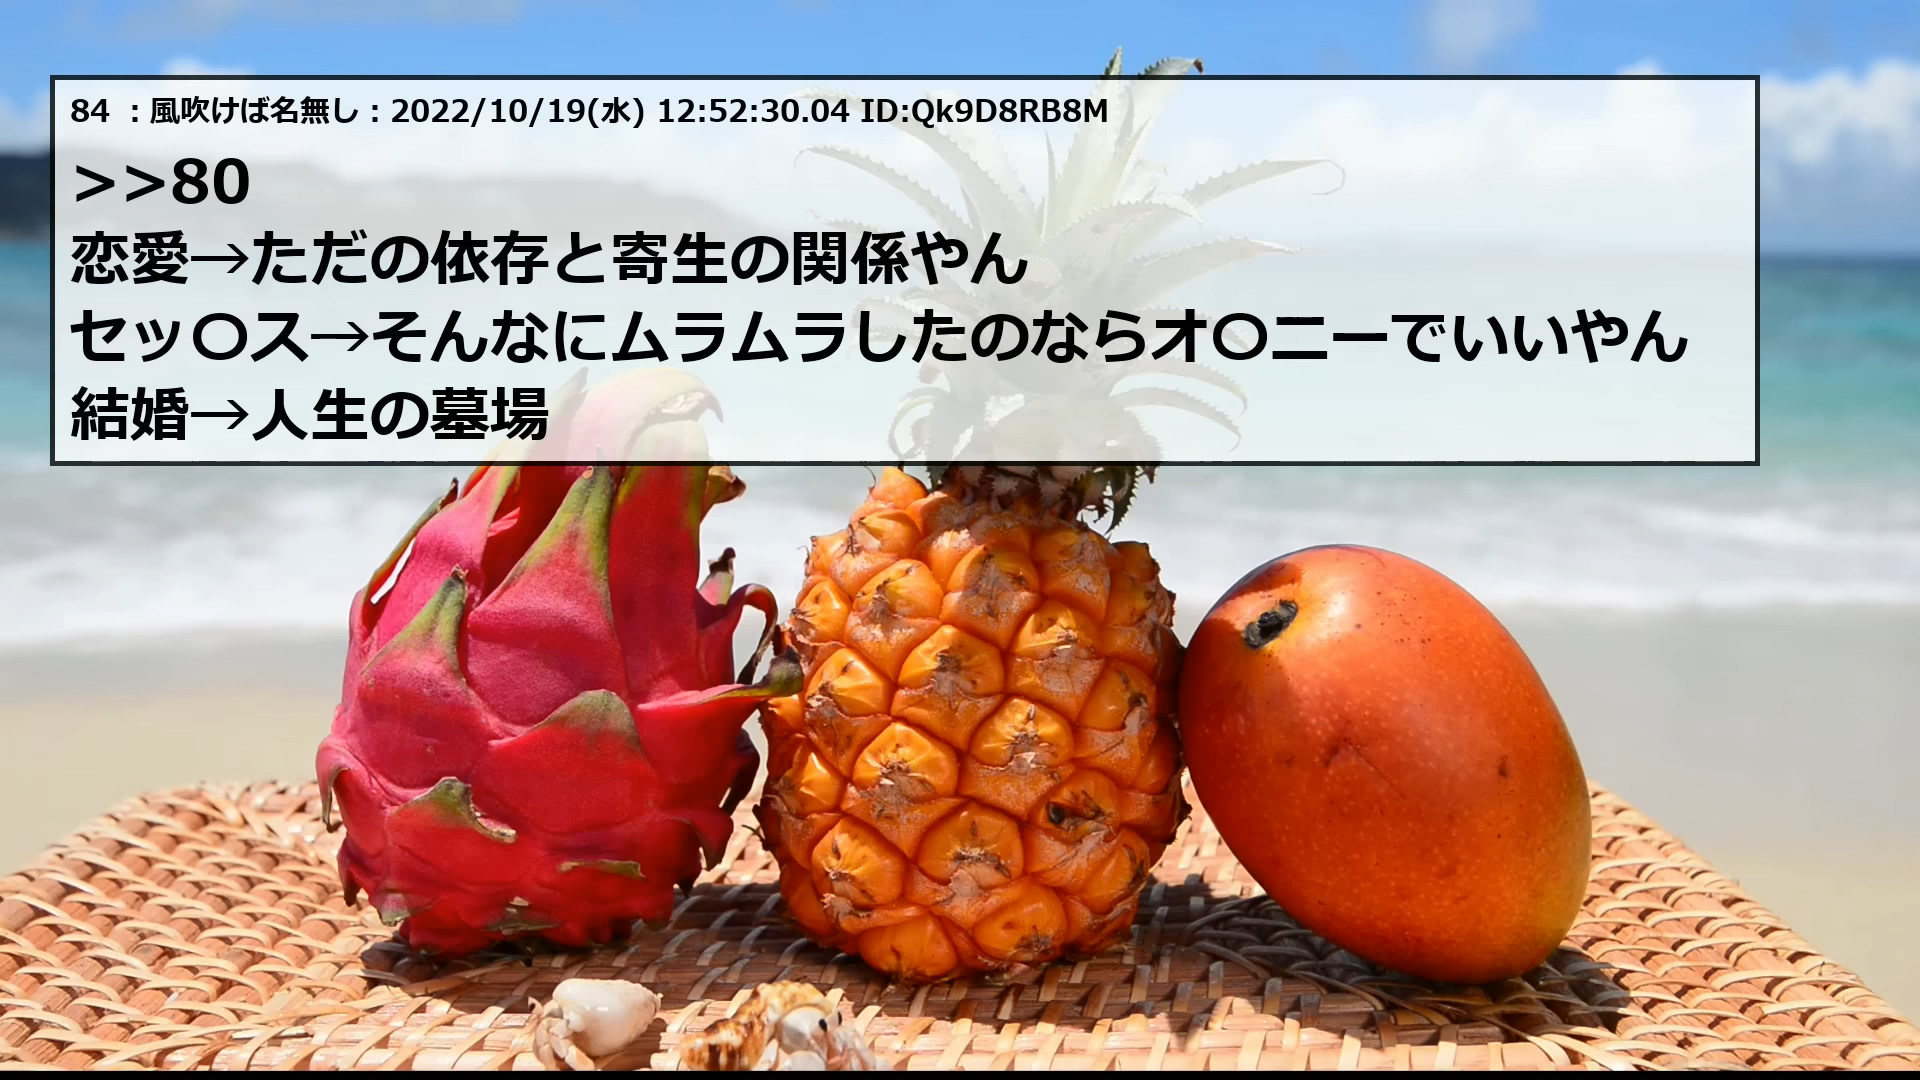 84 ：風吹けば名無し：2022/10/19(水) 12:52:30.04 ID:Qk9D8RB8M
>>80
恋愛→ただの依存と寄生の関係やん
セッ〇ス→そんなにムラムラしたのならオ〇ニーでいいやん
結婚→人生の墓場